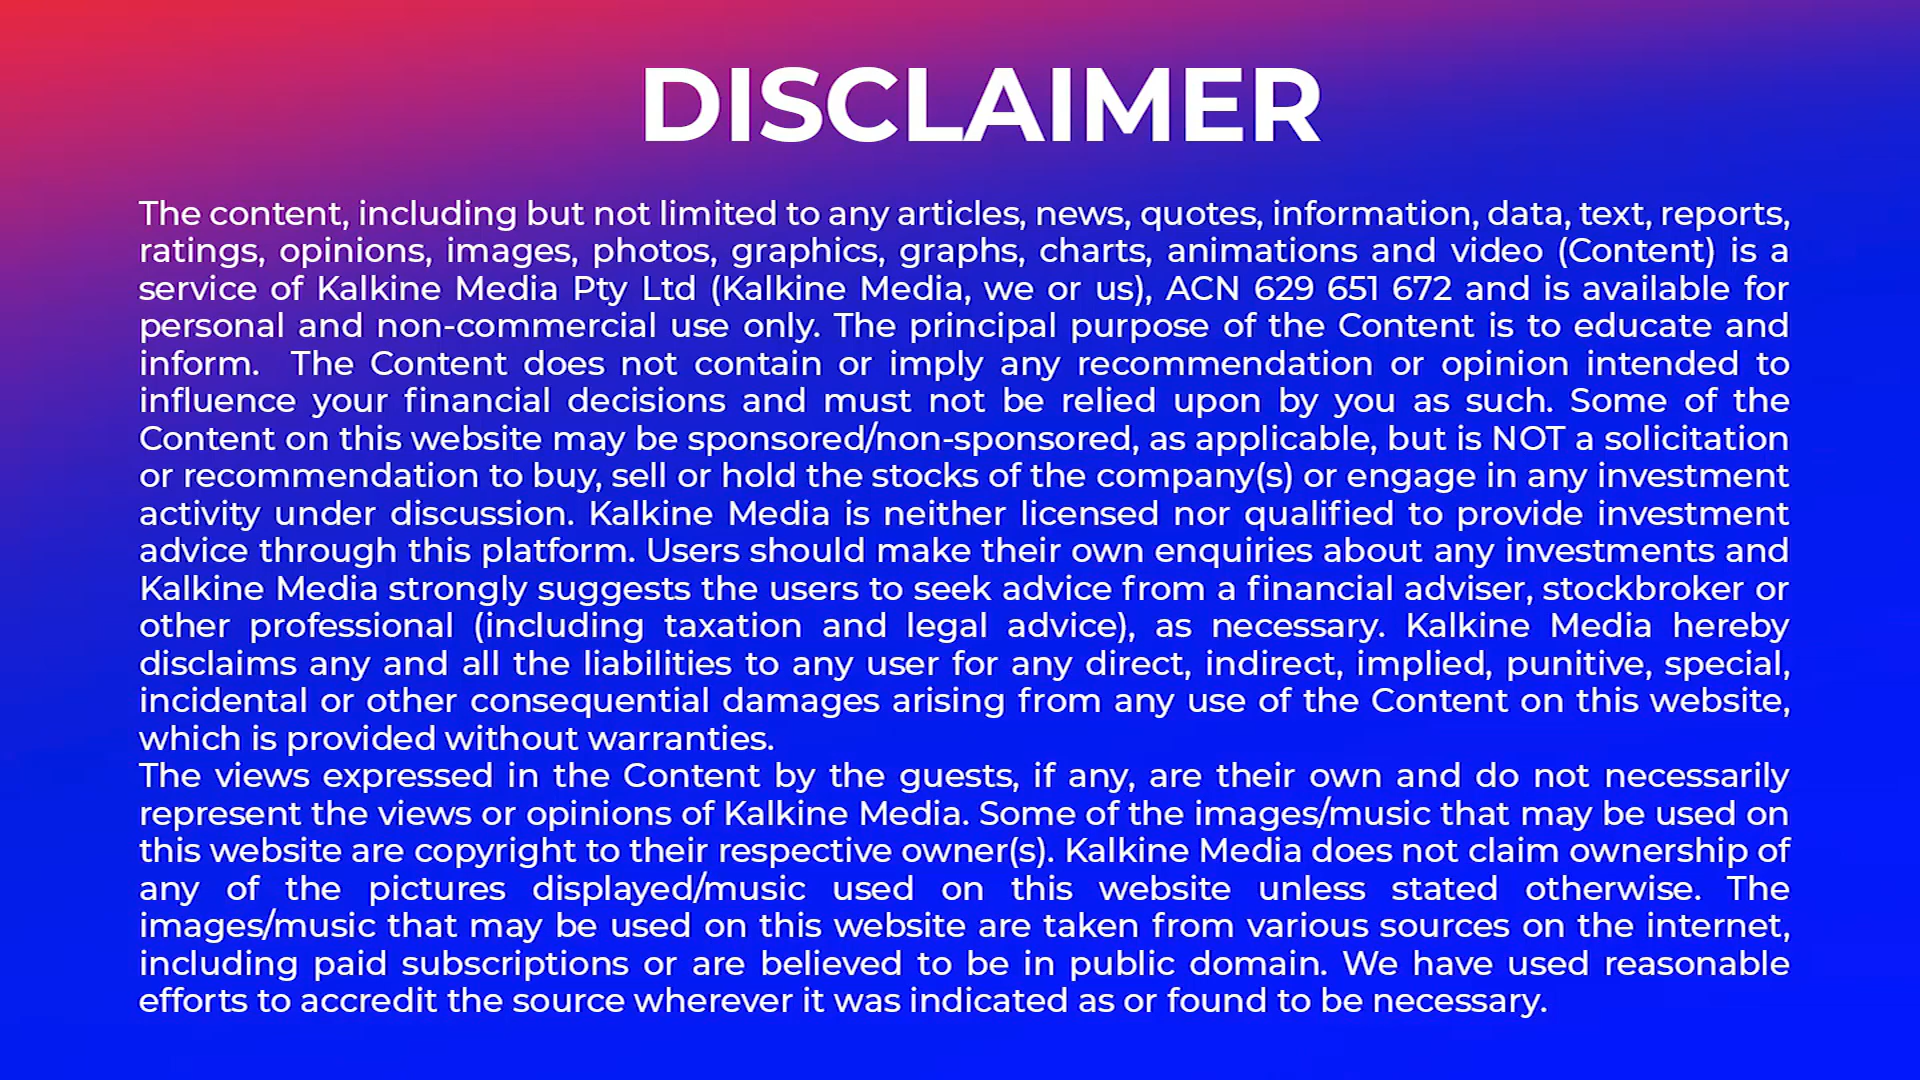 DISCLAIMER
The content, including but not limited to any articles, news, quotes, information, data, text, reports,
ratings, opinions, images, photos, graphics, graphs, charts, animations and video (Content) is a
service of Kalkine Media Pty Ltd (Kalkine Media, we or us), ACN 629 651 672 and is available for
personal and non-commercial use only. The principal purpose of the Content is to educate and
inform.  The Content does not contain or imply any recommendation or opinion intended to
influence your financial decisions and must not be relied upon by you as such. Some of the
Content on this website may be sponsored/non-sponsored, as applicable, but is NOT a solicitation
or recommendation to buy, sell or hold the stocks of the company(s) or engage in any investment
activity under discussion. Kalkine Media is neither licensed nor qualified to provide investment
advice through this platform. Users should make their own enquiries about any investments and
Kalkine Media strongly suggests the users to seek advice from a financial adviser, stockbroker or
other professional (including taxation and legal advice), as necessary. Kalkine Media hereby
disclaims any and all the liabilities to any user for any direct, indirect, implied, punitive, special,
incidental or other consequential damages arising from any use of the Content on this website,
which is provided without warranties.
The views expressed in the Content by the guests, if any, are their own and do not necessarily
represent the views or opinions of Kalkine Media. Some of the images/music that may be used on
this website are copyright to their respective owner(s). Kalkine Media does not claim ownership of
any of the pictures displayed/music used on this website unless stated otherwise. The
images/music that may be used on this website are taken from various sources on the internet,
including paid subscriptions or are believed to be in public domain. We have used reasonable
efforts to accredit the source wherever it was indicated as or found to be necessary.